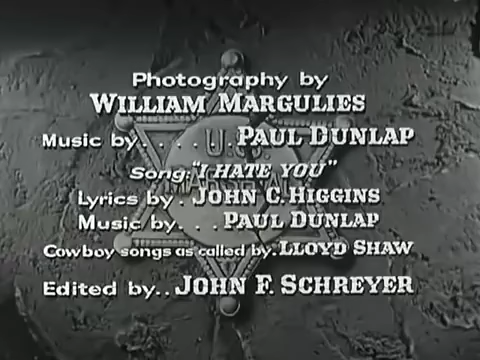 Photography by
WILLIAM MARGULIES
Music by. . . . . PAUL DUNLAP
U.S.
MARSHAL
Song: "I HATE YOU"
Lyrics by. JOHN C. HIGGINS
Music by. . . PAUL DUNLAP
Cowboy songs as called by. LLOYD SHAW
Edited by.. JOHN F. SCHREYER